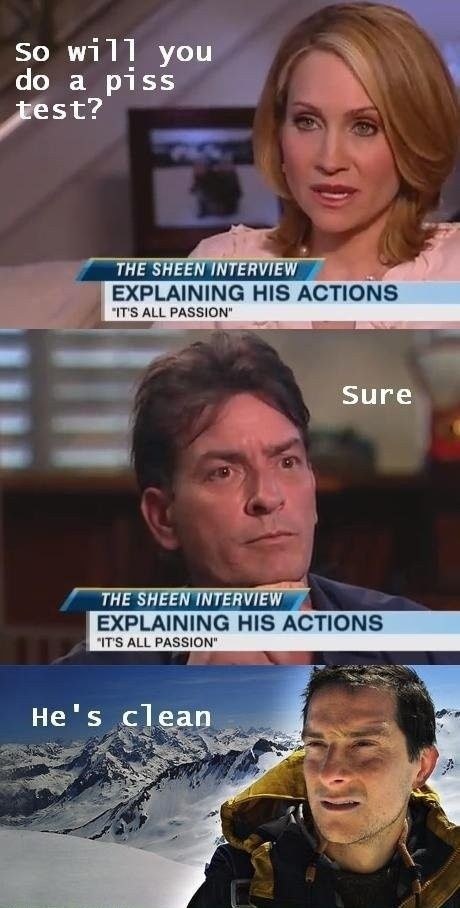 So will you
do a piss
test?
THE SHEEN INTERVIEW
EXPLAINING HIS ACTIONS
"IT'S ALL PASSION"
Sure
THE SHEEN INTERVIEW
EXPLAINING HIS ACTIONS
"IT'S ALL PASSION"
He's clean